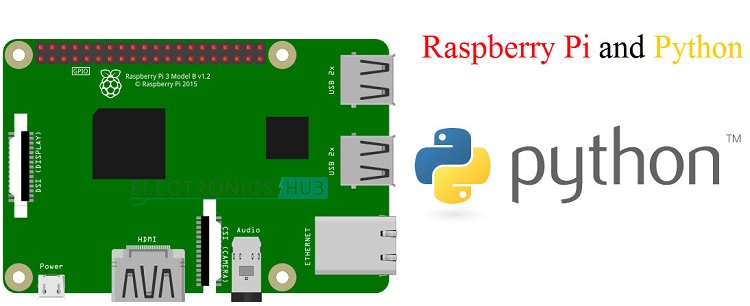 Raspberry Pi and Python
GPIO
Raspberry Pi 3 Model B v1.2
© Raspberry Pi 2015
USB 2x
DSI (DISPLAY)
USB 2x
ELECTRONICS HUB
python™
HDMI
CSI (CAMERA)
Audio
ETHERNET
Power